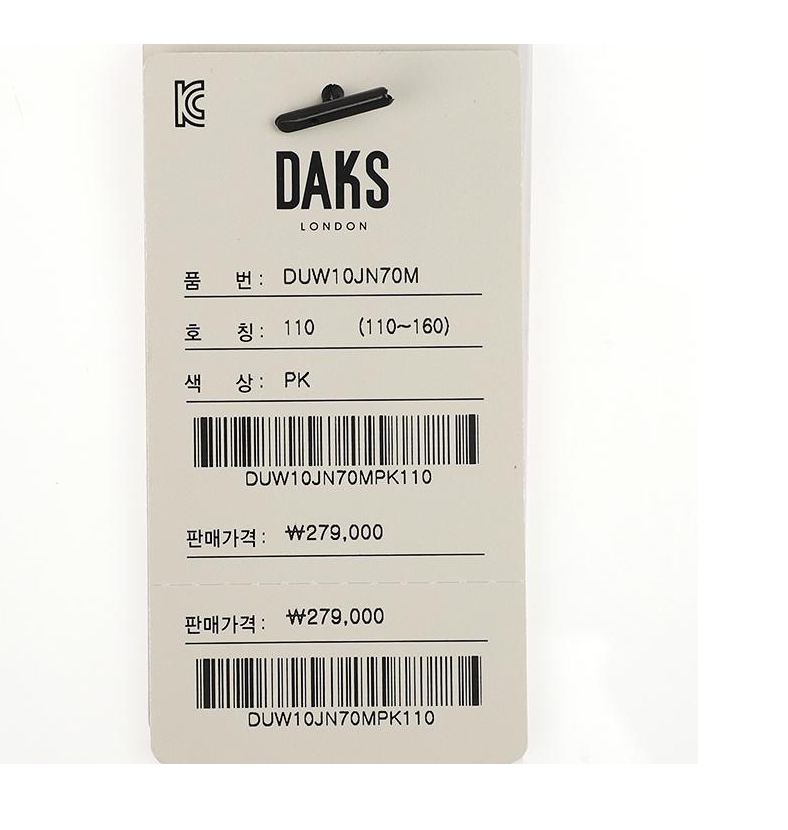 KC
DAKS
LONDON
품 번 : DUW10JN70M
호 칭 : 110 (110~160)
색 상 : PK
DUW10JN70MPK110
판매가격 : ₩279,000
판매가격 : ₩279,000
DUW10JN70MPK110